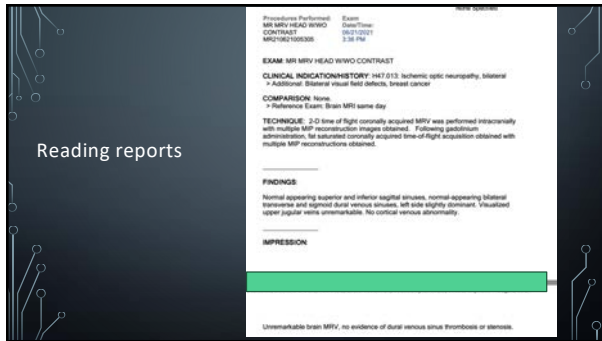 None Specified
Procedures Performed: Exam
MR MRV HEAD W/WO Date/Time:
CONTRAST 06/21/2021
MR210621005305 3:36 PM
EXAM: MR MRV HEAD W/WO CONTRAST
CLINICAL INDICATION/HISTORY: H47.013: Ischemic optic neuropathy, bilateral
> Additional: Bilateral visual field defects, breast cancer
COMPARISON: None.
> Reference Exam: Brain MRI same day
TECHNIQUE: 2-D time of flight coronally acquired MRV was performed intracranially
with multiple MIP reconstruction images obtained. Following gadolinium
administration, fat saturated coronally acquired time-of-flight acquisition obtained with
multiple MIP reconstructions obtained.
Reading reports
FINDINGS:
Normal appearing superior and inferior sagittal sinuses, normal-appearing bilateral
transverse and sigmoid dural venous sinuses, left side slightly dominant. Visualized
upper jugular veins unremarkable. No cortical venous abnormality.
IMPRESSION:
Unremarkable brain MRV, no evidence of dural venous sinus thrombosis or stenosis.